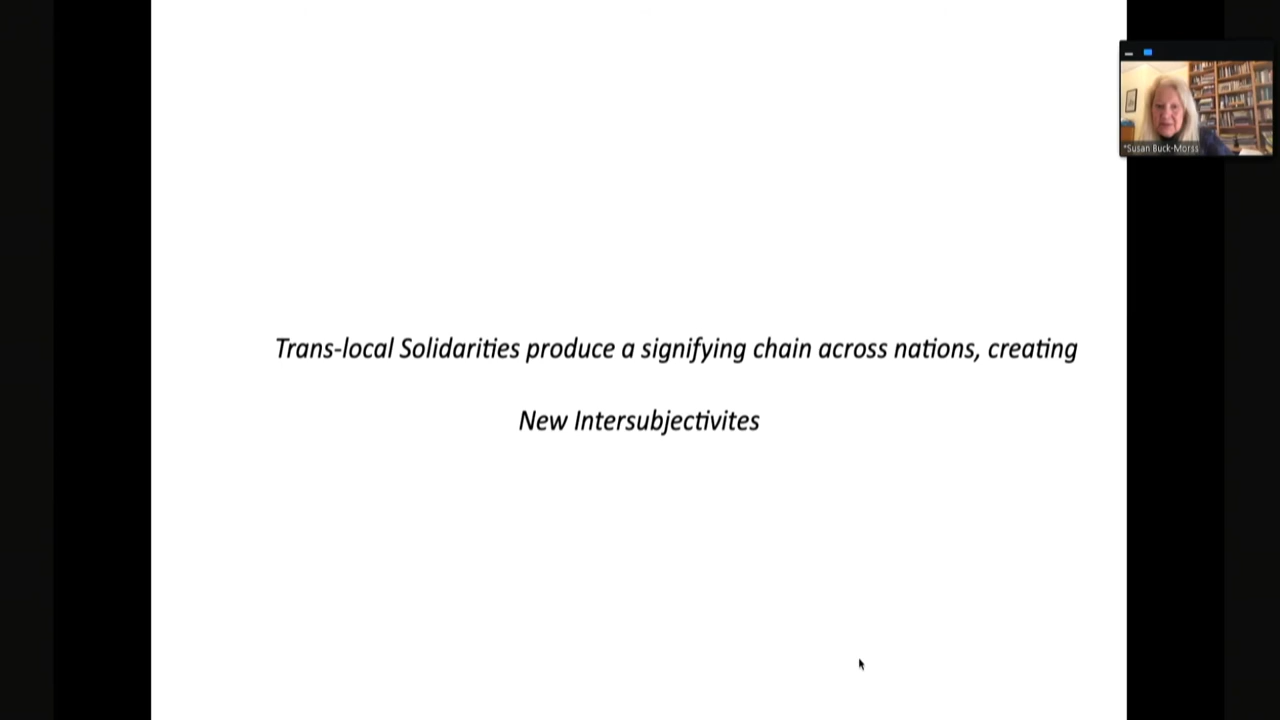 *Susan Buck-Morss
Trans-local Solidarities produce a signifying chain across nations, creating
New Intersubjectivites